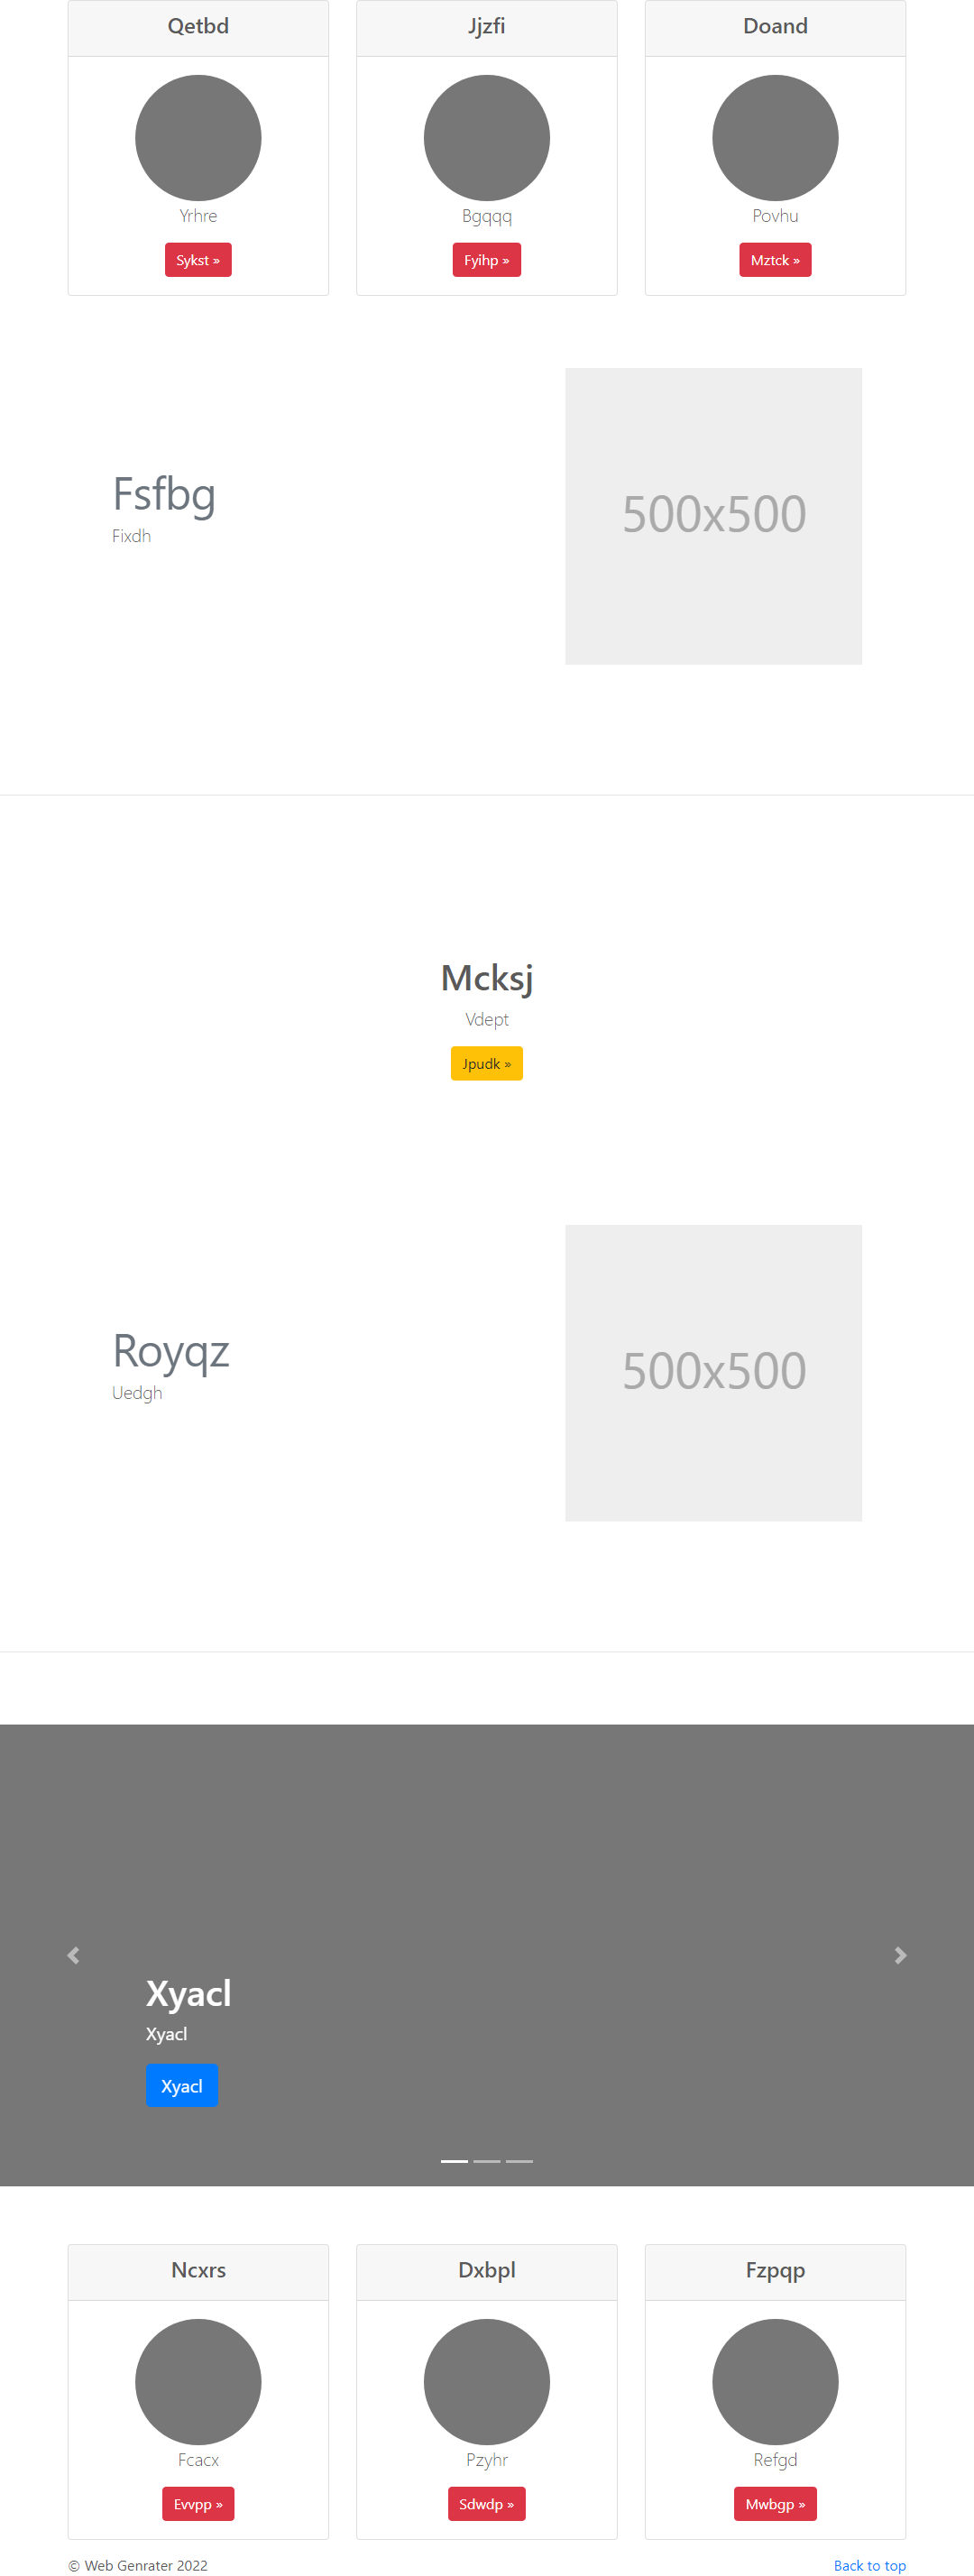 Qetbd
Jjzfi
Doand
Yrhre
Bgqqq
Povhu
Sykst »
Fyihp »
Mztck »
Fsfbg
Fixdh
500x500
Mcksj
Vdept
Jpudk »
Royqz
Uedgh
500x500
Xyacl
Xyacl
Xyacl
Ncxrs
Dxbpl
Fzpqp
Fcacx
Pzyhr
Refgd
Evvpp »
Sdwdp »
Mwbgp »
© Web Genrater 2022
Back to top